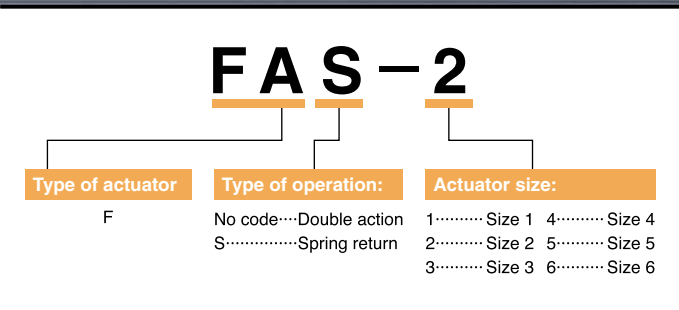 FAS-2
Type of actuator
F
Type of operation:
No code····Double action
S···············Spring return
Actuator size:
1·········· Size 1 4·········· Size 4
2·········· Size 2 5·········· Size 5
3·········· Size 3 6·········· Size 6